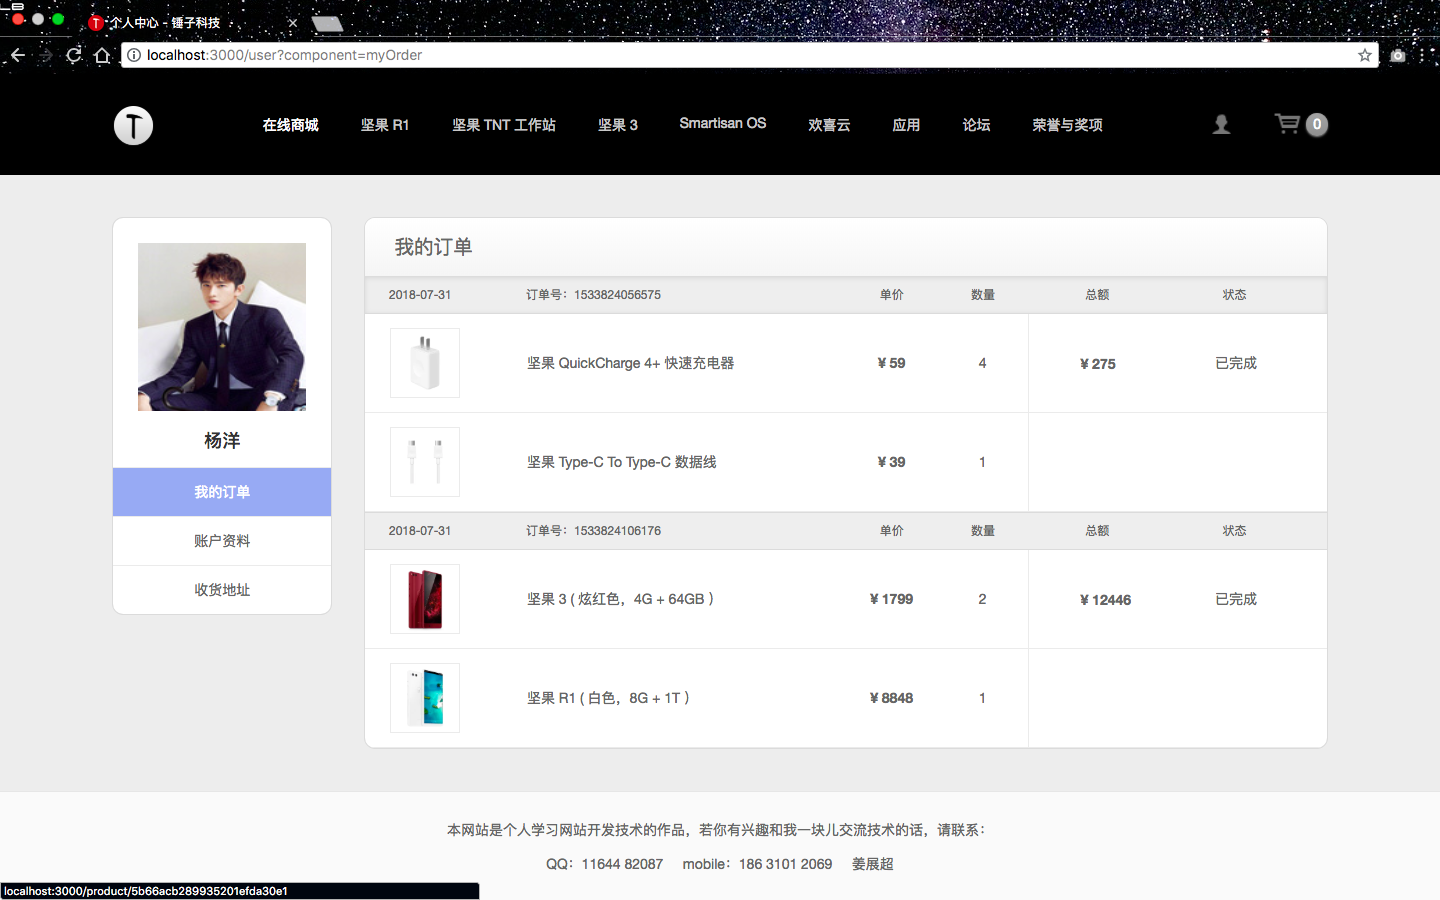 个人中心 - 锤子科技
localhost:3000/user?component=myOrder
在线商城 坚果 R1 坚果 TNT 工作站 坚果 3 Smartisan OS 欢喜云 应用 论坛 荣誉与奖项 0
杨洋
我的订单
账户资料
收货地址
我的订单
2018-07-31 订单号：1533824056575 单价 数量 总额 状态
坚果 QuickCharge 4+ 快速充电器 ¥ 59 4 ¥ 275 已完成
坚果 Type-C To Type-C 数据线 ¥ 39 1
2018-07-31 订单号：1533824106176 单价 数量 总额 状态
坚果 3 ( 炫红色，4G + 64GB ) ¥ 1799 2 ¥ 12446 已完成
坚果 R1 ( 白色，8G + 1T ) ¥ 8848 1
本网站是个人学习网站开发技术的作品，若你有兴趣和我一块儿交流技术的话，请联系：
QQ：11644 82087 mobile：186 3101 2069 姜展超
localhost:3000/product/5b66acb289935201efda30e1